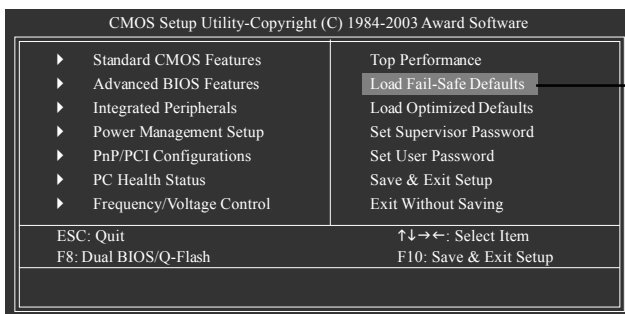 CMOS Setup Utility-Copyright (C) 1984-2003 Award Software
Standard CMOS Features
Advanced BIOS Features
Integrated Peripherals
Power Management Setup
PnP/PCI Configurations
PC Health Status
Frequency/Voltage Control
Top Performance
Load Fail-Safe Defaults
Load Optimized Defaults
Set Supervisor Password
Set User Password
Save & Exit Setup
Exit Without Saving
ESC: Quit
F8: Dual BIOS/Q-Flash
↑↓→←: Select Item
F10: Save & Exit Setup